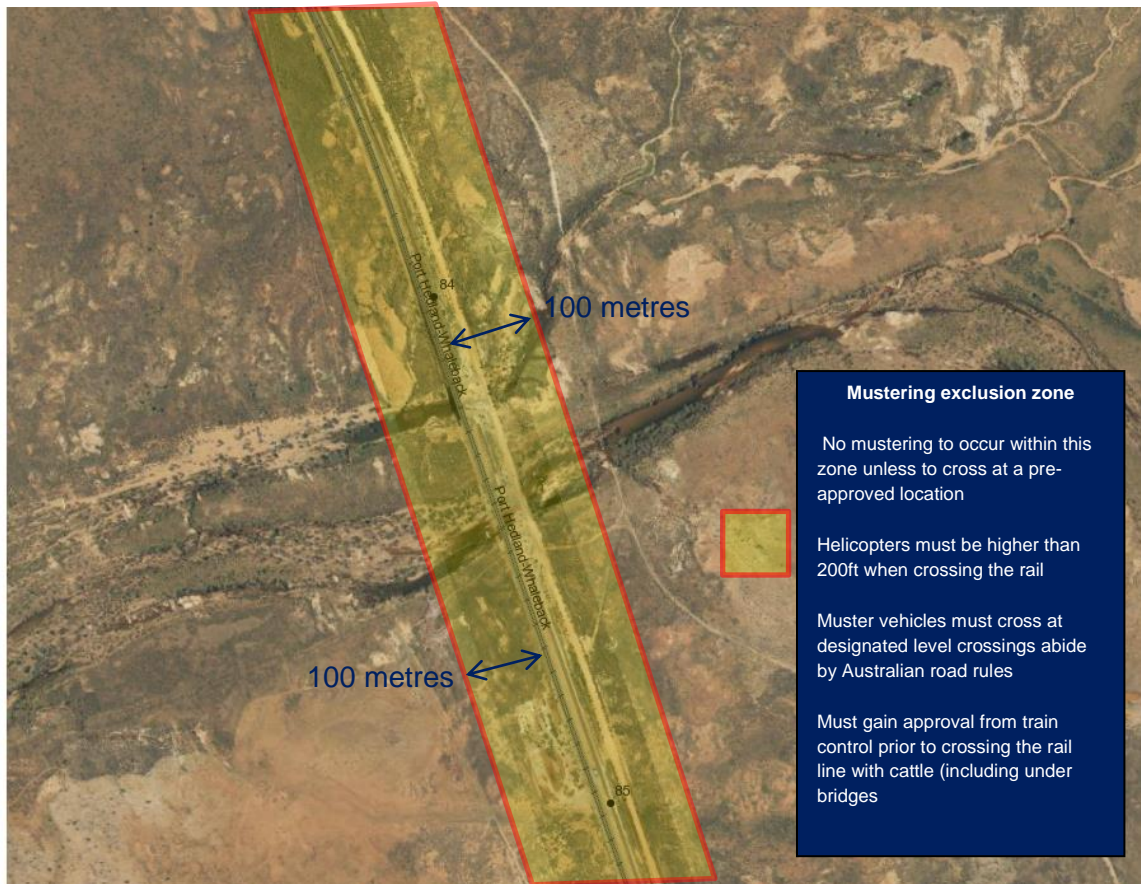 84
Port Hedland-Whaleback
100 metres
Port Hedland-Whaleback
100 metres
85
Mustering exclusion zone
No mustering to occur within this
zone unless to cross at a pre-
approved location
Helicopters must be higher than
200ft when crossing the rail
Muster vehicles must cross at
designated level crossings abide
by Australian road rules
Must gain approval from train
control prior to crossing the rail
line with cattle (including under
bridges